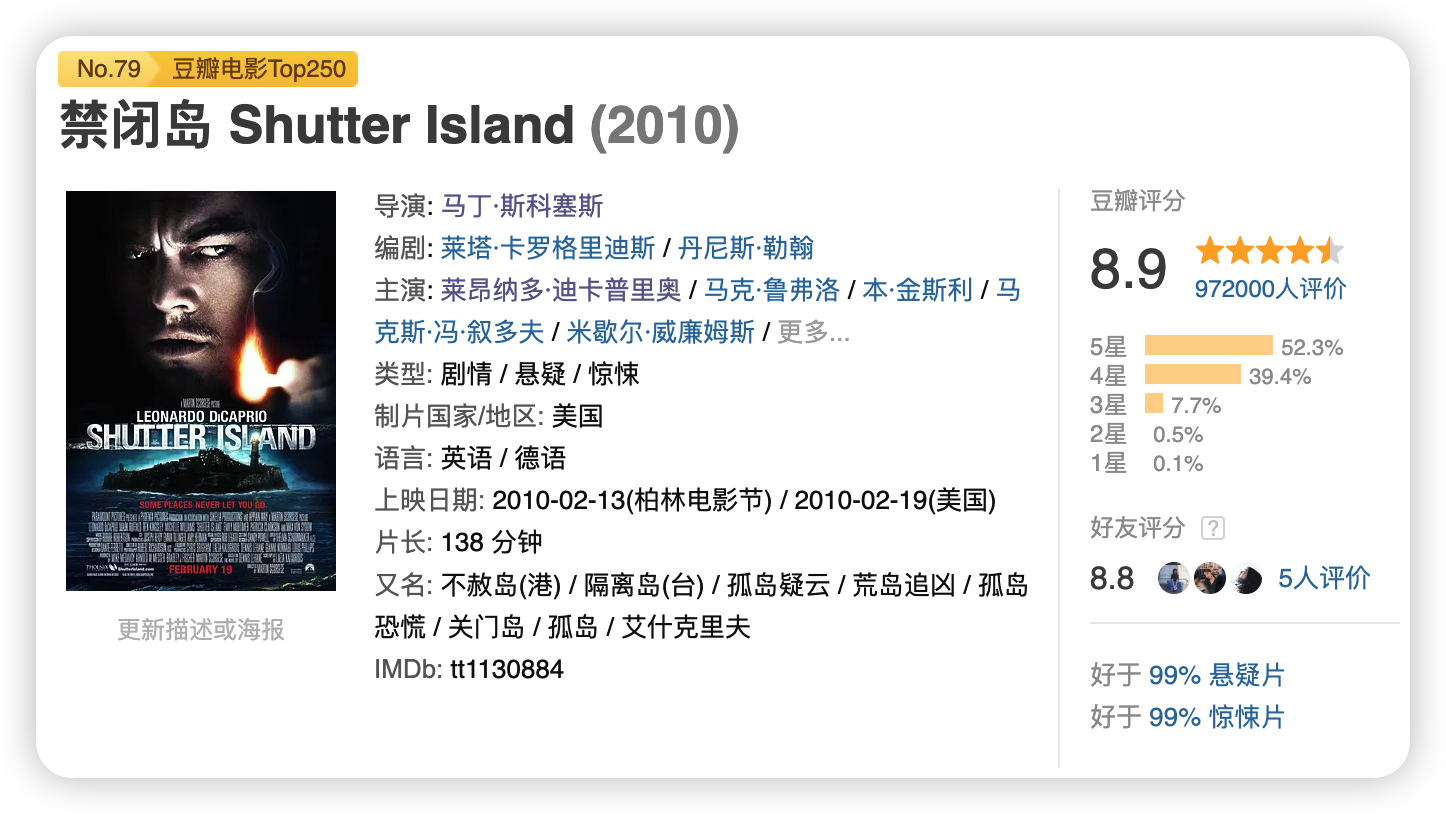 No.79 豆瓣电影Top250
禁闭岛 Shutter Island (2010)
LEONARDO DiCAPRIO
SHUTTER ISLAND
SOME PLACES NEVER LET YOU GO.
ShutterIsland.com
FEBRUARY 19
更新描述或海报
导演: 马丁·斯科塞斯
编剧: 莱塔·卡罗格里迪斯 / 丹尼斯·勒翰
主演: 莱昂纳多·迪卡普里奥 / 马克·鲁弗洛 / 本·金斯利 / 马
克斯·冯·叙多夫 / 米歇尔·威廉姆斯 / 更多...
类型: 剧情 / 悬疑 / 惊悚
制片国家/地区: 美国
语言: 英语 / 德语
上映日期: 2010-02-13(柏林电影节) / 2010-02-19(美国)
片长: 138 分钟
又名: 不赦岛(港) / 隔离岛(台) / 孤岛疑云 / 荒岛追凶 / 孤岛
恐慌 / 关门岛 / 孤岛 / 艾什克里夫
IMDb: tt1130884
豆瓣评分
8.9
972000人评价
5星 52.3%
4星 39.4%
3星 7.7%
2星 0.5%
1星 0.1%
好友评分 ?
8.8 5人评价
好于 99% 悬疑片
好于 99% 惊悚片